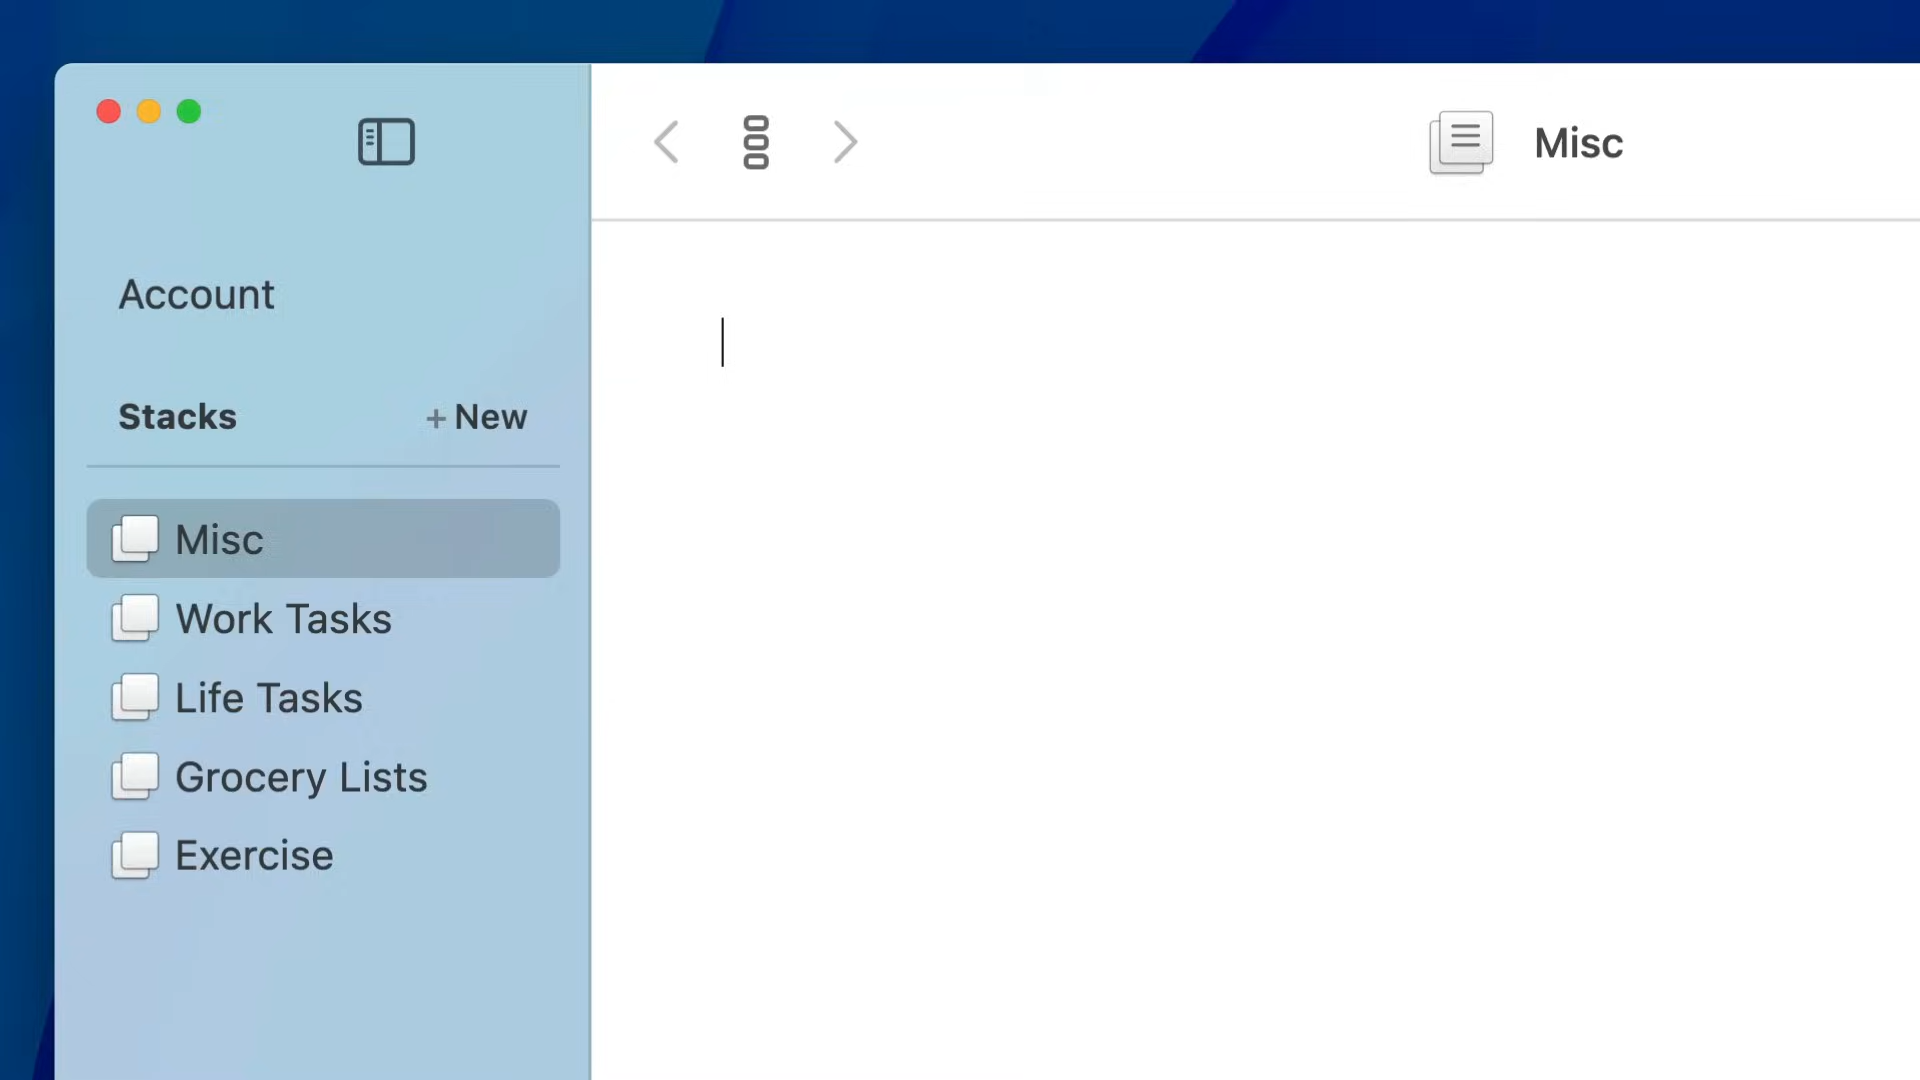 Misc
Account
Stacks
+ New
Misc
Work Tasks
Life Tasks
Grocery Lists
Exercise